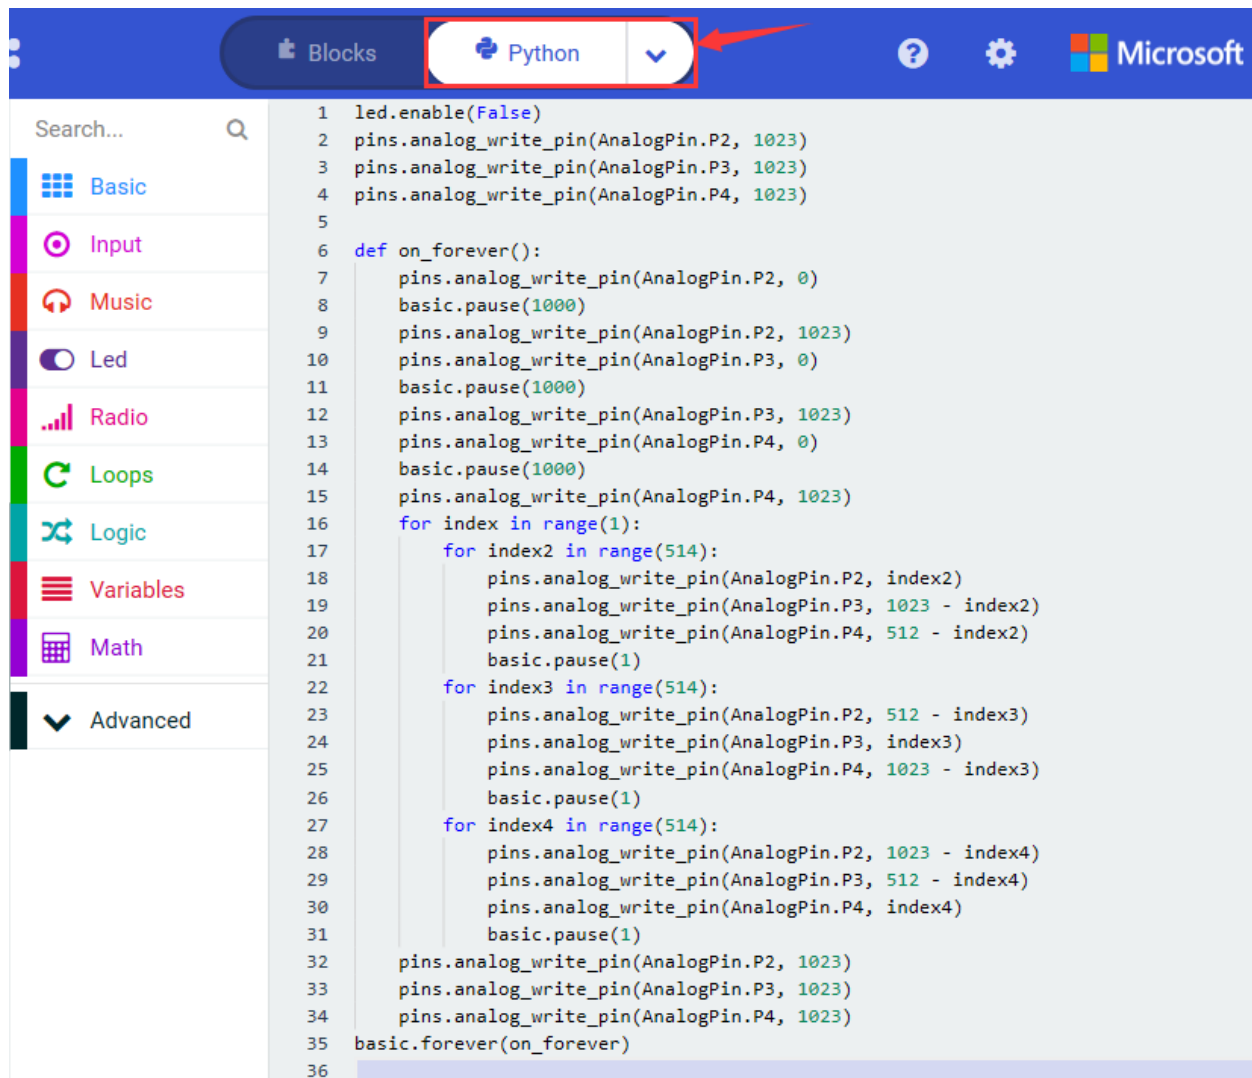 Blocks
Python
Microsoft
Search...
Basic
Input
Music
Led
Radio
Loops
Logic
Variables
Math
Advanced
1 led.enable(False)
2 pins.analog_write_pin(AnalogPin.P2, 1023)
3 pins.analog_write_pin(AnalogPin.P3, 1023)
4 pins.analog_write_pin(AnalogPin.P4, 1023)
5
6 def on_forever():
7     pins.analog_write_pin(AnalogPin.P2, 0)
8     basic.pause(1000)
9     pins.analog_write_pin(AnalogPin.P2, 1023)
10     pins.analog_write_pin(AnalogPin.P3, 0)
11     basic.pause(1000)
12     pins.analog_write_pin(AnalogPin.P3, 1023)
13     pins.analog_write_pin(AnalogPin.P4, 0)
14     basic.pause(1000)
15     pins.analog_write_pin(AnalogPin.P4, 1023)
16     for index in range(1):
17         for index2 in range(514):
18             pins.analog_write_pin(AnalogPin.P2, index2)
19             pins.analog_write_pin(AnalogPin.P3, 1023 - index2)
20             pins.analog_write_pin(AnalogPin.P4, 512 - index2)
21             basic.pause(1)
22         for index3 in range(514):
23             pins.analog_write_pin(AnalogPin.P2, 512 - index3)
24             pins.analog_write_pin(AnalogPin.P3, index3)
25             pins.analog_write_pin(AnalogPin.P4, 1023 - index3)
26             basic.pause(1)
27         for index4 in range(514):
28             pins.analog_write_pin(AnalogPin.P2, 1023 - index4)
29             pins.analog_write_pin(AnalogPin.P3, 512 - index4)
30             pins.analog_write_pin(AnalogPin.P4, index4)
31             basic.pause(1)
32     pins.analog_write_pin(AnalogPin.P2, 1023)
33     pins.analog_write_pin(AnalogPin.P3, 1023)
34     pins.analog_write_pin(AnalogPin.P4, 1023)
35 basic.forever(on_forever)
36